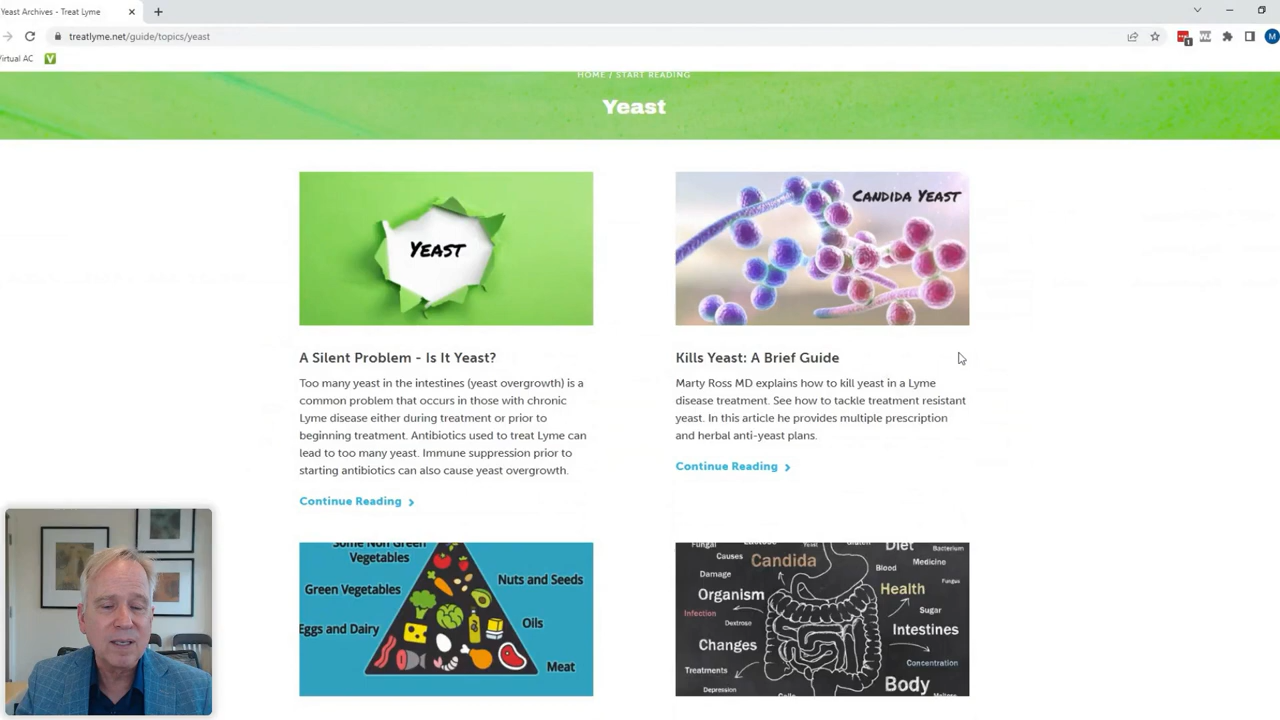 Yeast Archives - Treat Lyme
treatlyme.net/guide/topics/yeast
1
M
Virtual AC
V
HOME / START READING
Yeast
YEAST
CANDIDA YEAST
A Silent Problem - Is It Yeast?
Too many yeast in the intestines (yeast overgrowth) is a
common problem that occurs in those with chronic
Lyme disease either during treatment or prior to
beginning treatment. Antibiotics used to treat Lyme can
lead to too many yeast. Immune suppression prior to
starting antibiotics can also cause yeast overgrowth.
Continue Reading
Kills Yeast: A Brief Guide
Marty Ross MD explains how to kill yeast in a Lyme
disease treatment. See how to tackle treatment resistant
yeast. In this article he provides multiple prescription
and herbal anti-yeast plans.
Continue Reading
Some Non Green
Vegetables
Green Vegetables
Nuts and Seeds
Eggs and Dairy
Oils
Meat
Fungal
Causes
Candida
Diet
Bacterium
Damage
Blood
Medicine
Organism
Health
Fungus
Infection
Sugar
Dextrose
Intestines
Changes
Treatments
Concentration
Depression
Body